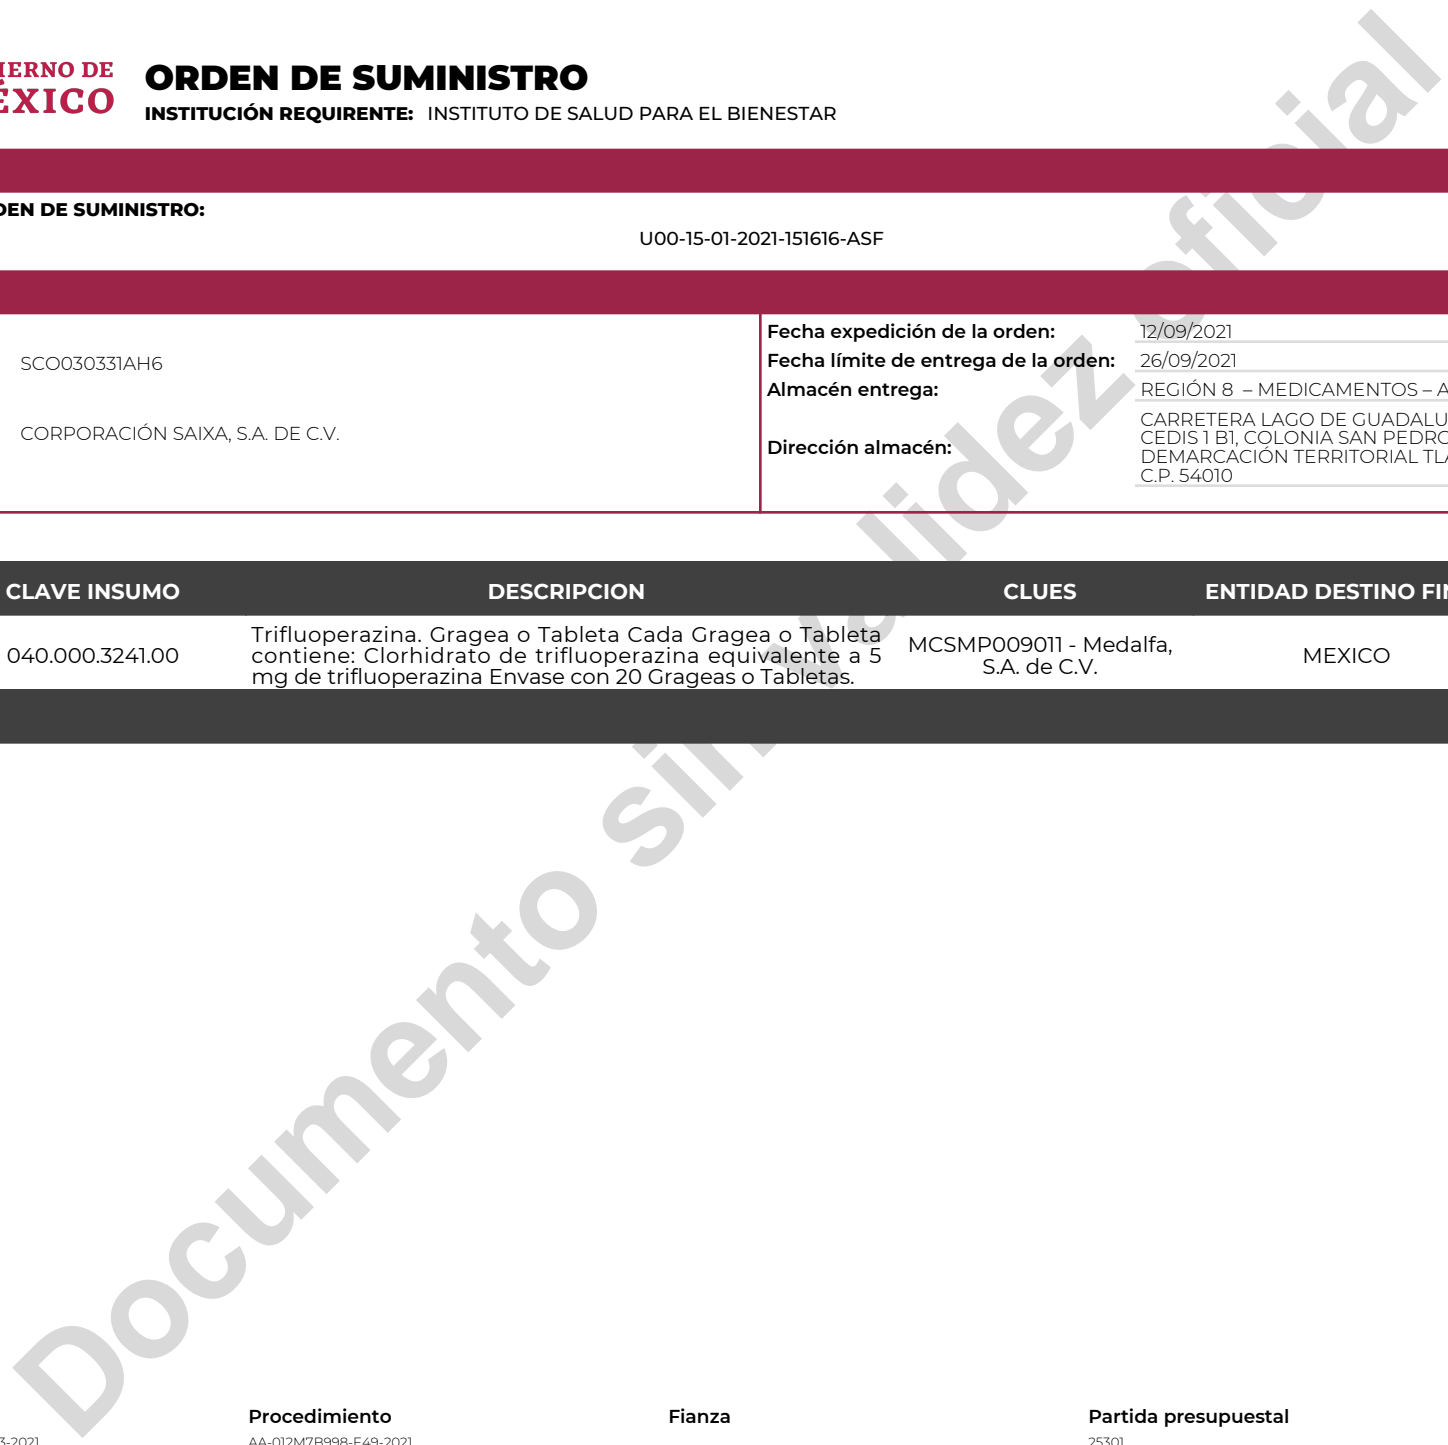 IERNO DE
ÉXICO
ORDEN DE SUMINISTRO
INSTITUCIÓN REQUIRENTE: INSTITUTO DE SALUD PARA EL BIENESTAR
DEN DE SUMINISTRO:
U00-15-01-2021-151616-ASF
SCO030331AH6
CORPORACIÓN SAIXA, S.A. DE C.V.
Fecha expedición de la orden: 12/09/2021
Fecha límite de entrega de la orden: 26/09/2021
Almacén entrega: REGIÓN 8 – MEDICAMENTOS – A
Dirección almacén:
CARRETERA LAGO DE GUADALU
CEDIS 1 B1, COLONIA SAN PEDRO
DEMARCACIÓN TERRITORIAL TLA
C.P. 54010
CLAVE INSUMO DESCRIPCION CLUES ENTIDAD DESTINO FIN
040.000.3241.00
Trifluoperazina. Gragea o Tableta Cada Gragea o Tableta
contiene: Clorhidrato de trifluoperazina equivalente a 5
mg de trifluoperazina Envase con 20 Grageas o Tabletas.
MCSMP009011 - Medalfa,
S.A. de C.V.
MEXICO
Documento sin validez oficial
Procedimiento Fianza Partida presupuestal
3-2021 AA-012M7B998-E49-2021 25301